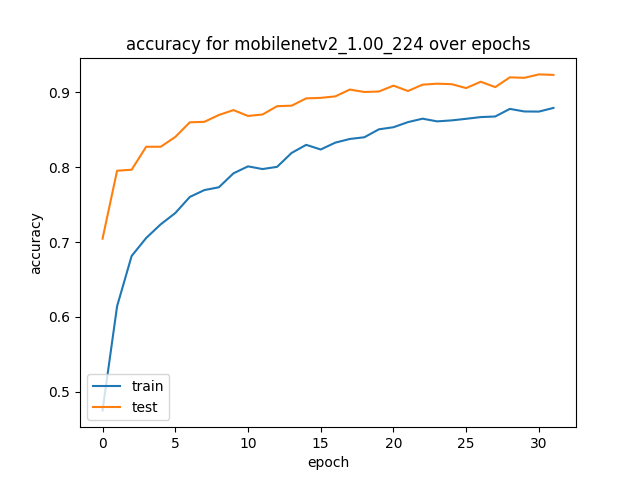 accuracy for mobilenetv2_1.00_224 over epochs
accuracy
0.9
0.8
0.7
0.6
0.5
train
test
0 5 10 15 20 25 30
epoch